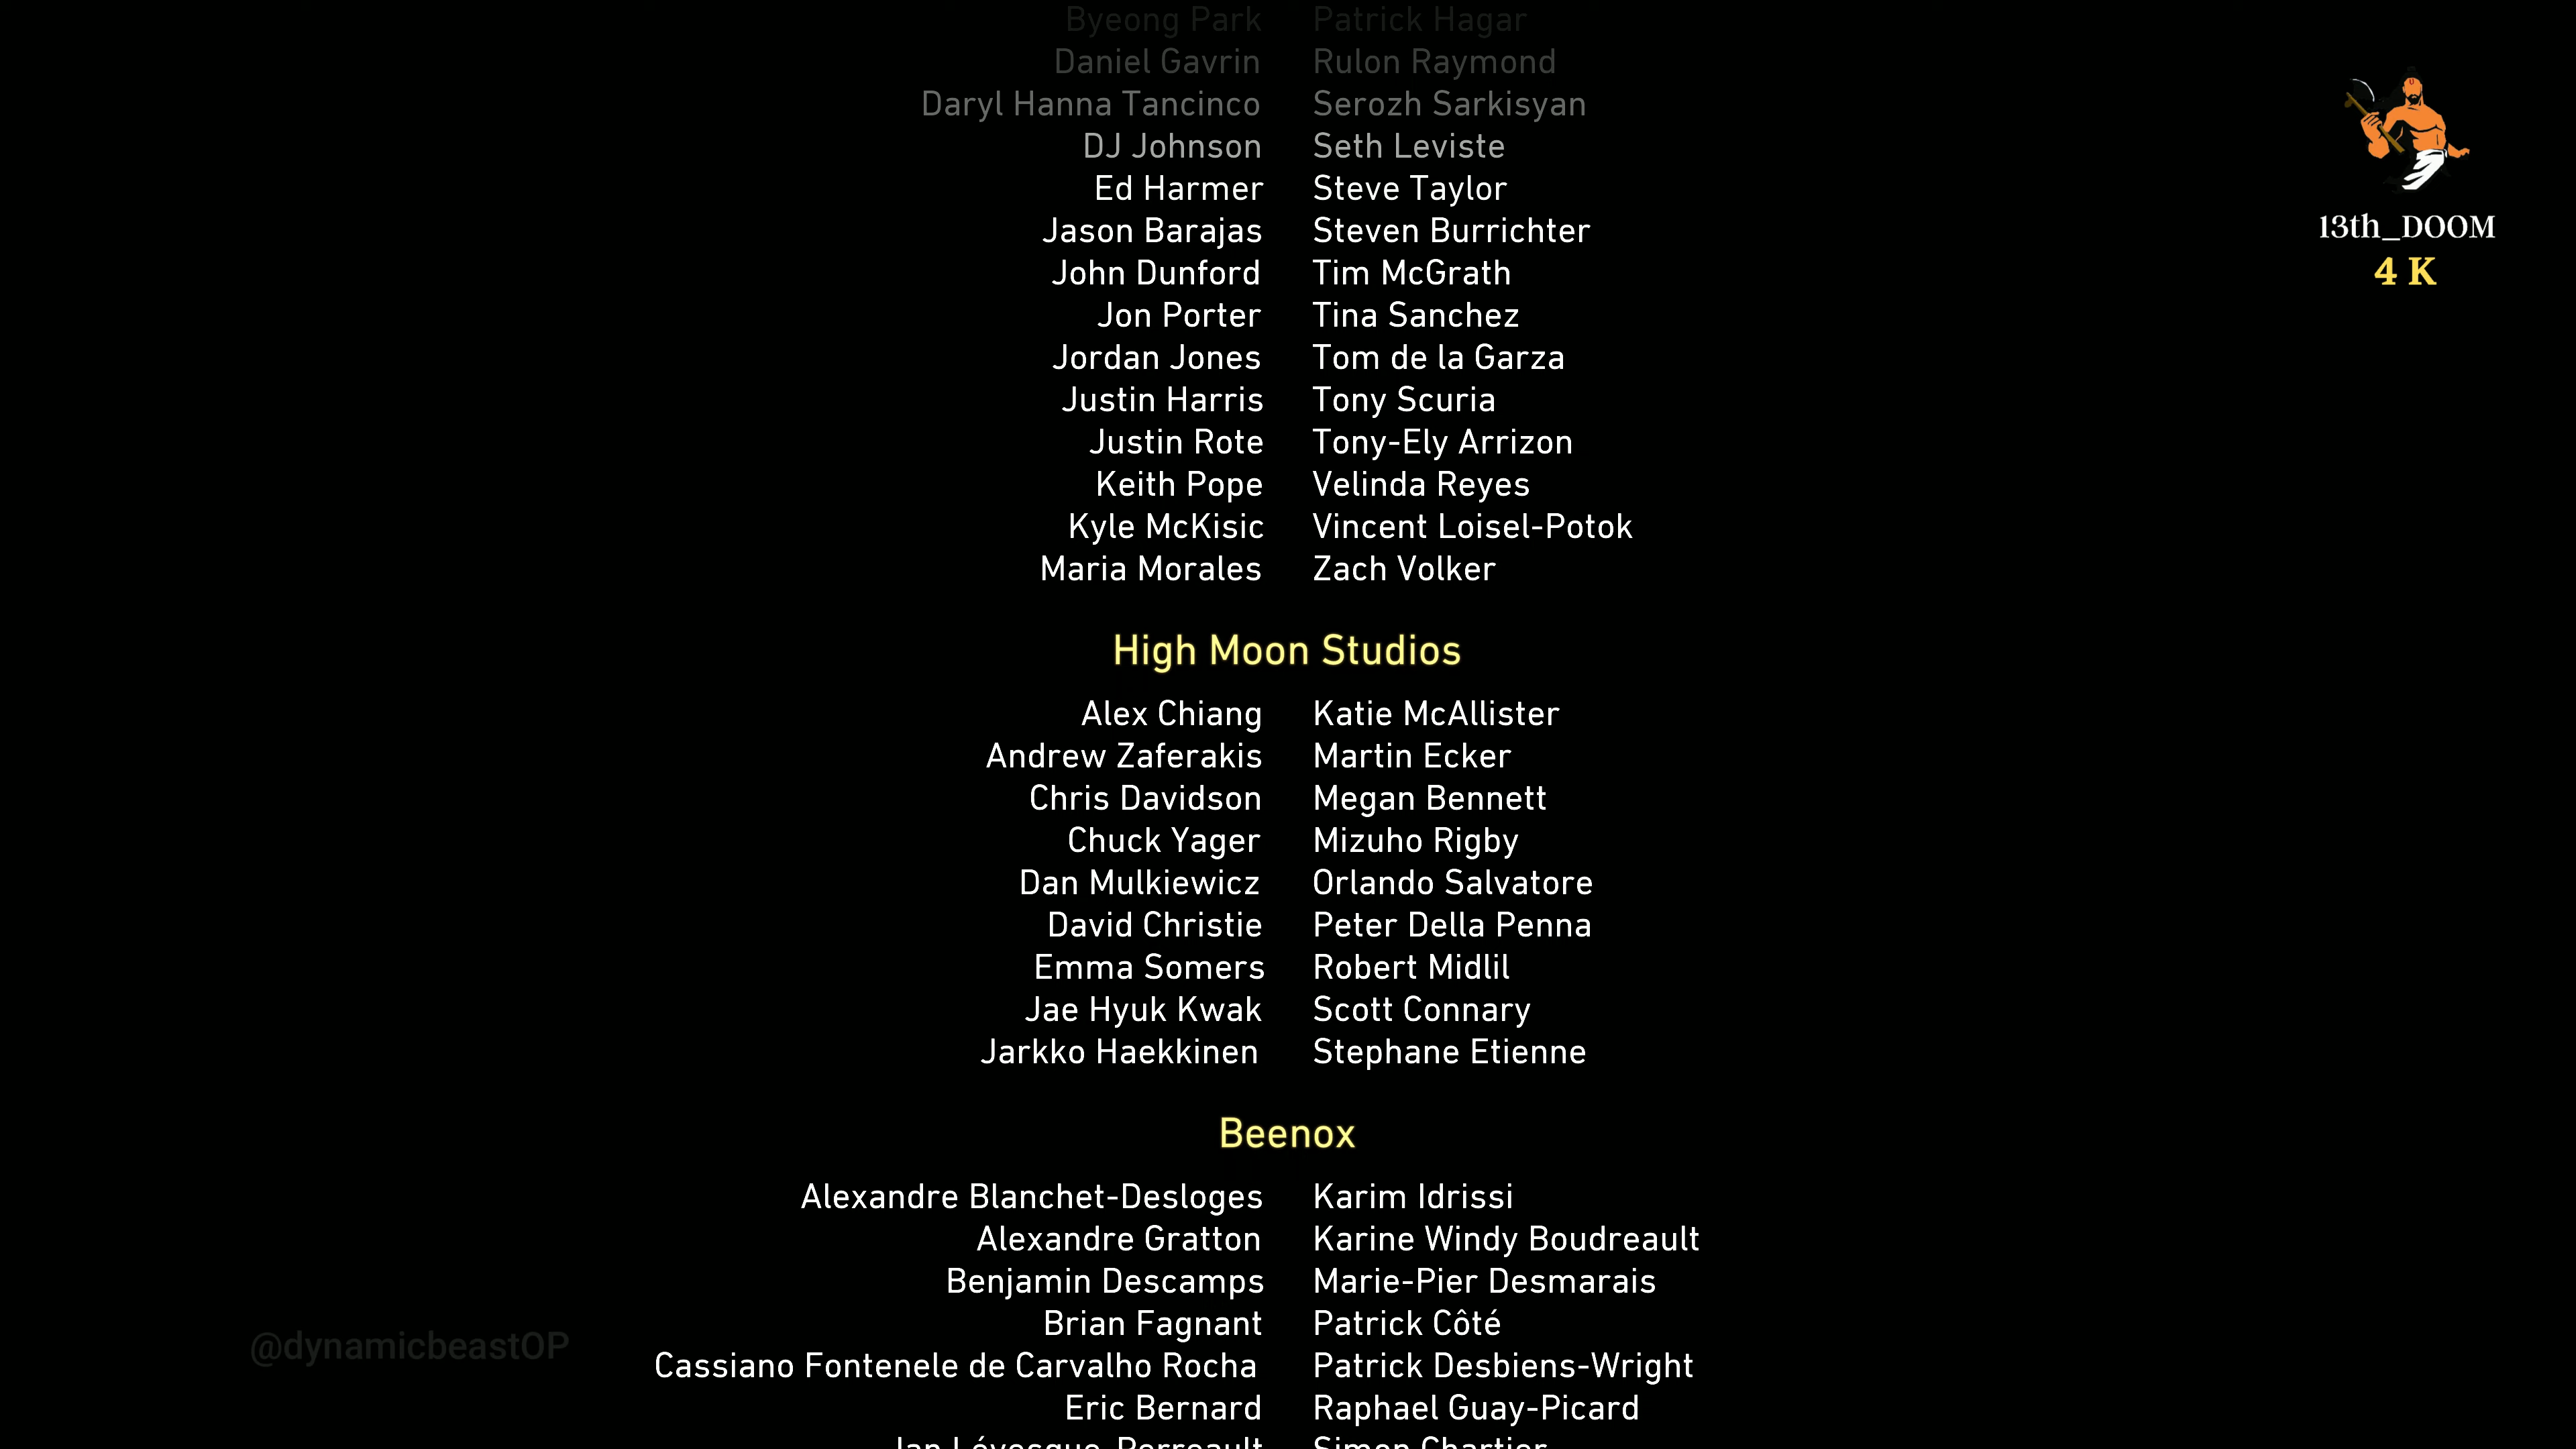 Byeong Park Patrick Hagar
Daniel Gavrin Rulon Raymond
Daryl Hanna Tancinco Serozh Sarkisyan
DJ Johnson Seth Leviste
Ed Harmer Steve Taylor
Jason Barajas Steven Burrichter
John Dunford Tim McGrath
Jon Porter Tina Sanchez
Jordan Jones Tom de la Garza
Justin Harris Tony Scuria
Justin Rote Tony-Ely Arrizon
Keith Pope Velinda Reyes
Kyle McKisic Vincent Loisel-Potok
Maria Morales Zach Volker
High Moon Studios
Alex Chiang Katie McAllister
Andrew Zaferakis Martin Ecker
Chris Davidson Megan Bennett
Chuck Yager Mizuho Rigby
Dan Mulkiewicz Orlando Salvatore
David Christie Peter Della Penna
Emma Somers Robert Midlil
Jae Hyuk Kwak Scott Connary
Jarkko Haekkinen Stephane Etienne
Beenox
Alexandre Blanchet-Desloges Karim Idrissi
Alexandre Gratton Karine Windy Boudreault
Benjamin Descamps Marie-Pier Desmarais
Brian Fagnant Patrick Côté
Cassiano Fontenele de Carvalho Rocha Patrick Desbiens-Wright
Eric Bernard Raphael Guay-Picard
Jan Lévesque-Perreault Simon Chartier
13th_DOOM
4 K
@dynamicbeastOP